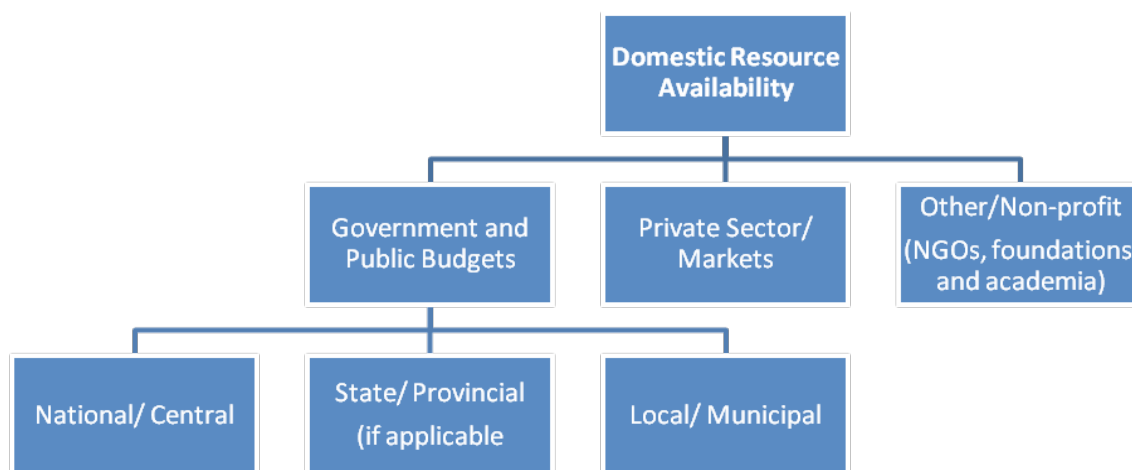 Domestic Resource
Availability
Government and
Public Budgets
Private Sector/
Markets
Other/Non-profit
(NGOs, foundations
and academia)
National/ Central
State/ Provincial
(if applicable
Local/ Municipal